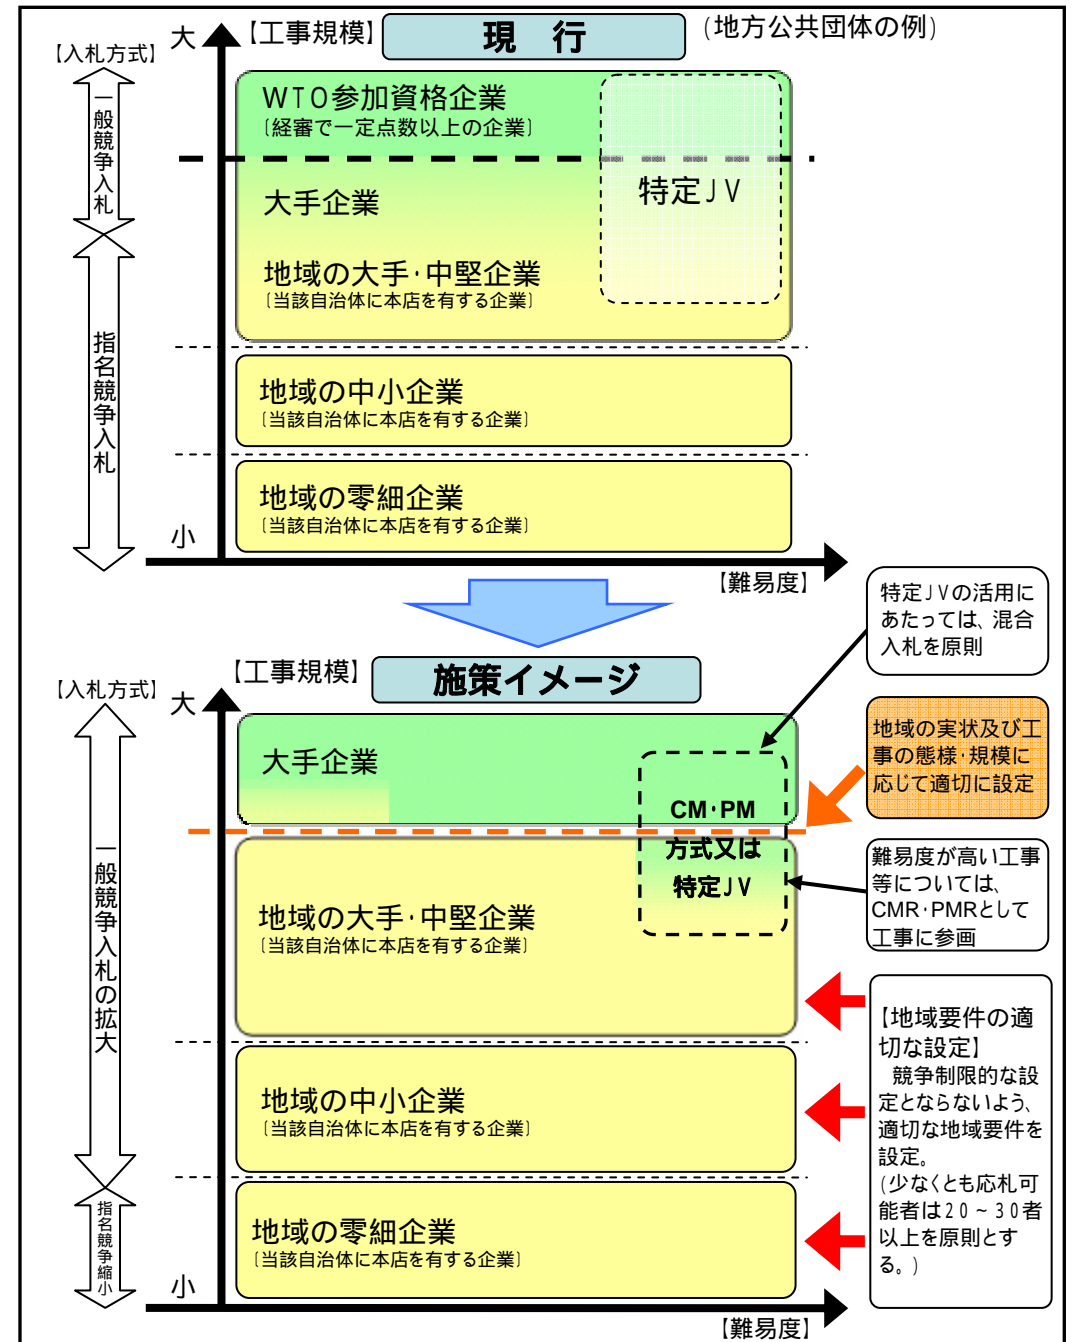 【工事規模】
現　行
(地方公共団体の例)
【入札方式】
大
一般競争入札
指名競争入札
WTO参加資格企業
〔経審で一定点数以上の企業〕
大手企業
特定JV
地域の大手・中堅企業
〔当該自治体に本店を有する企業〕
地域の中小企業
〔当該自治体に本店を有する企業〕
地域の零細企業
〔当該自治体に本店を有する企業〕
小
【難易度】
特定JVの活用に
あたっては、混合
入札を原則
【工事規模】
施策イメージ
【入札方式】
大
一般競争入札の拡大
指名競争縮小
大手企業
CM・PM
方式又は
特定JV
地域の実状及び工
事の態様・規模に
応じて適切に設定
難易度が高い工事
等については、
CMR・PMRとして
工事に参画
地域の大手・中堅企業
〔当該自治体に本店を有する企業〕
地域の中小企業
〔当該自治体に本店を有する企業〕
地域の零細企業
〔当該自治体に本店を有する企業〕
【地域要件の適
切な設定】
　競争制限的な設
定とならないよう、
適切な地域要件を
設定。
(少なくとも応札可
能者は20～30者
以上を原則とす
る。)
小
【難易度】